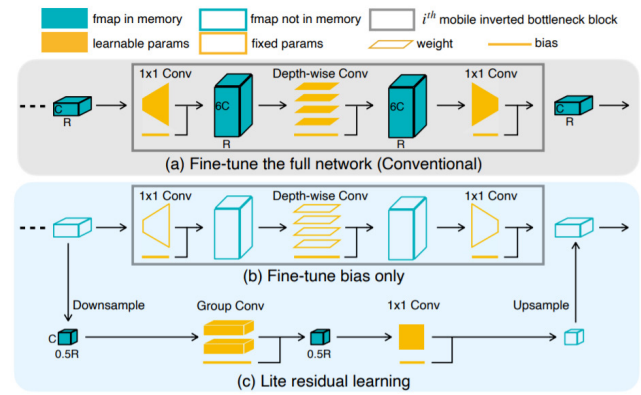 fmap in memory fmap not in memory iᵗʰ mobile inverted bottleneck block
learnable params fixed params weight bias
1x1 Conv Depth-wise Conv 1x1 Conv
C 6C 6C C
R R R R
(a) Fine-tune the full network (Conventional)
1x1 Conv Depth-wise Conv 1x1 Conv
(b) Fine-tune bias only
Downsample Group Conv 1x1 Conv Upsample
C
0.5R 0.5R
(c) Lite residual learning